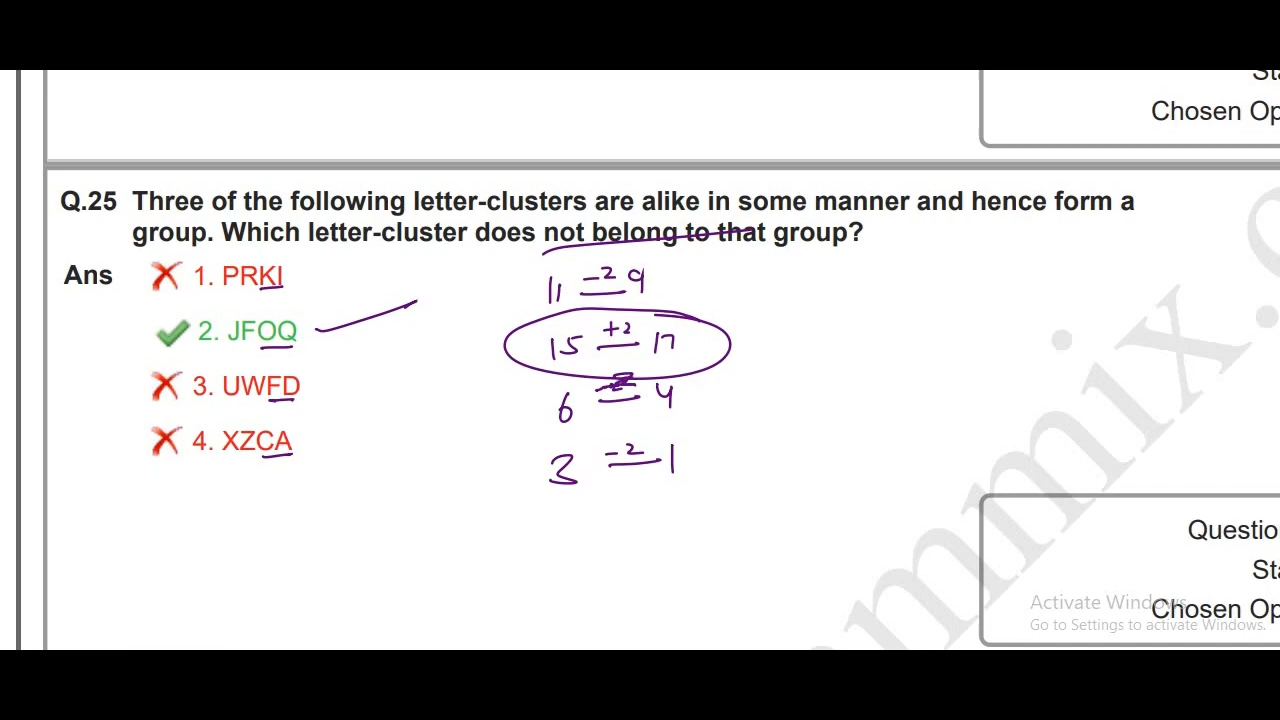 Sta
Chosen Op
Q.25 Three of the following letter-clusters are alike in some manner and hence form a
group. Which letter-cluster does not belong to that group?
Ans 1. PRKI
2. JFOQ
3. UWFD
4. XZCA
11 -2 9
15 +2 17
6 4
3 -2 1
Questio
Sta
Chosen Op
Activate Windows
Go to Settings to activate Windows.
mmix.